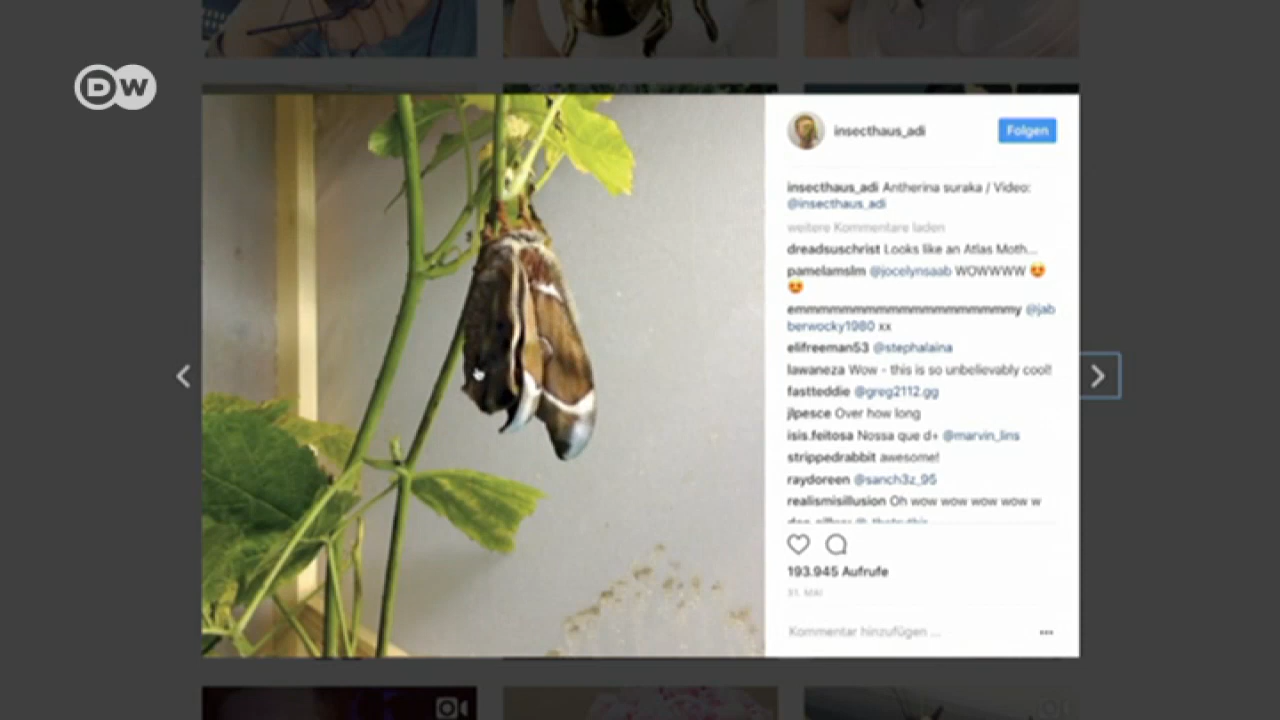 DW
insecthaus_adi
Folgen
insecthaus_adi Antherina suraka / Video:
@insecthaus_adi
weitere Kommentare laden
dreadsuschrist Looks like an Atlas Moth...
pamelamslm @jocelynsaab WOWWWW 😍
😍
@jab
berwocky1980 xx
elifreeman53 @stephalaina
lawaneza Wow - this is so unbelievably cool!
fastteddie @greg2112.gg
jlpesce Over how long
isis.feitosa Nossa que d+ @marvin_lins
strippedrabbit awesome!
raydoreen @sanch3z_95
realismisillusion Oh wow wow wow wow w
193.945 Aufrufe
31. MAI
Kommentar hinzufügen ...